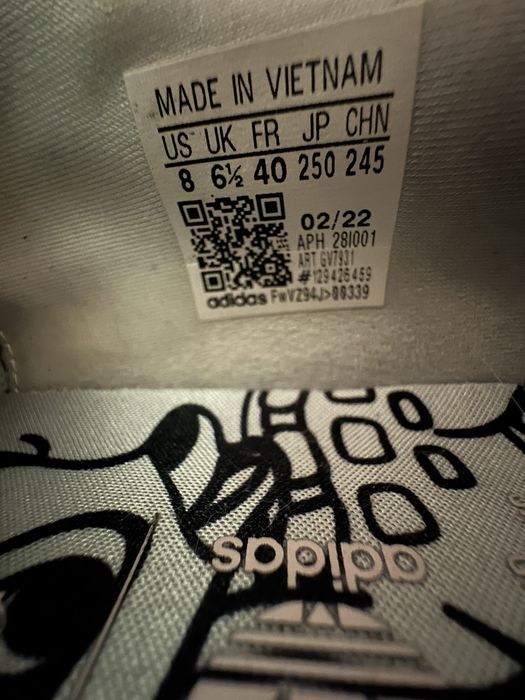 MADE IN VIETNAM
US UK FR JP CHN
8 6½ 40 250 245
02/22
APH 28I001
ART GV7931
#129426459
adidas FwVZ94J>00339
adidas